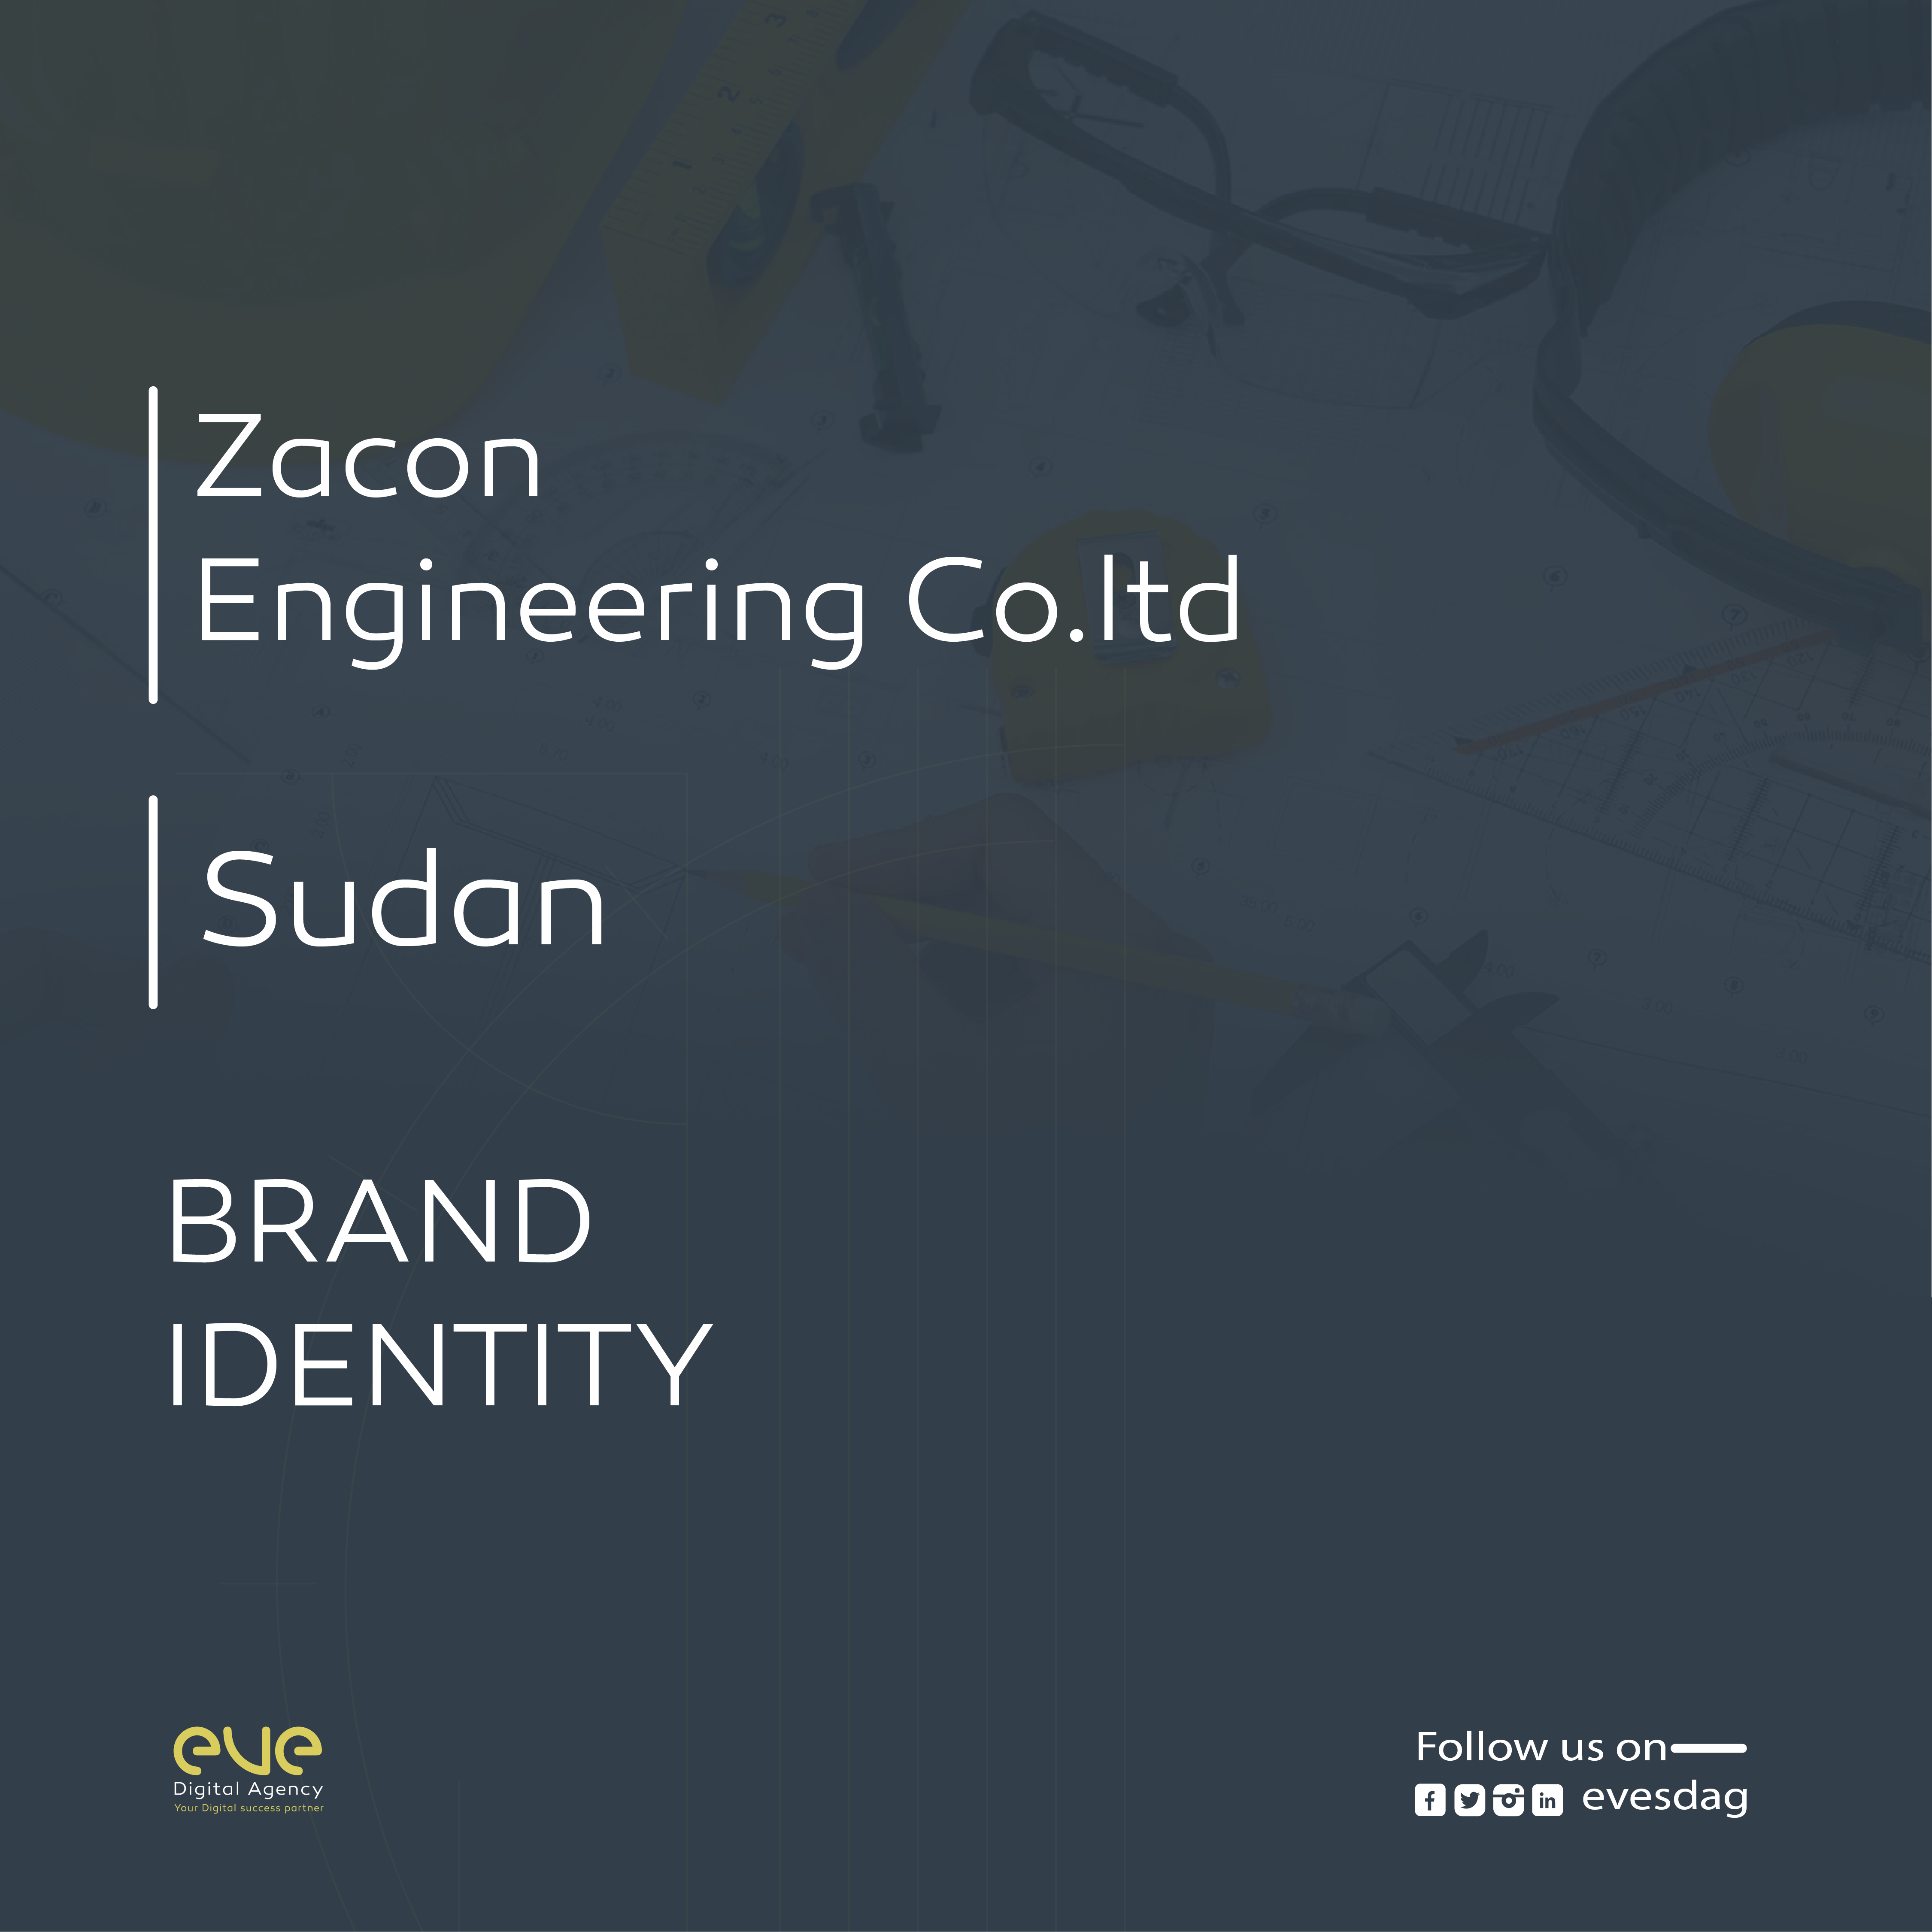 Zacon
Engineering Co.ltd
Sudan
BRAND
IDENTITY
eve
Digital Agency
Your Digital success partner
Follow us on
evesdag